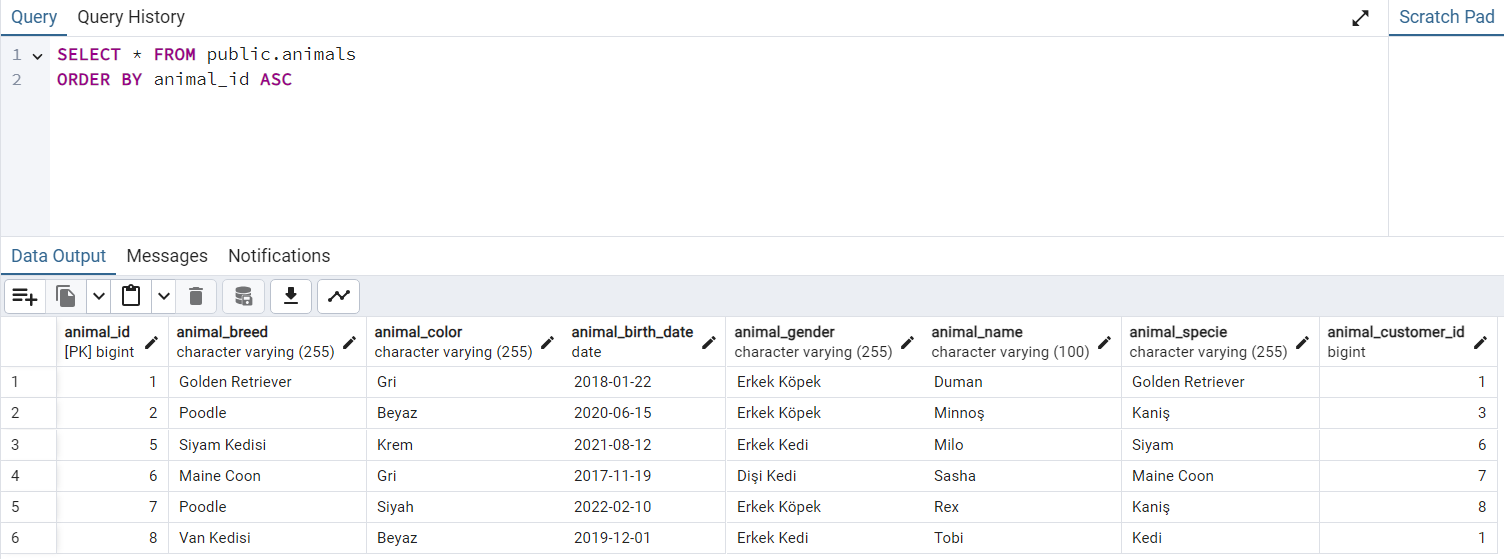 Query Query History Scratch Pad
1 SELECT * FROM public.animals
2 ORDER BY animal_id ASC
Data Output Messages Notifications
animal_id animal_breed animal_color animal_birth_date animal_gender animal_name animal_specie animal_customer_id
[PK] bigint character varying (255) character varying (255) date character varying (255) character varying (100) character varying (255) bigint
1 1 Golden Retriever Gri 2018-01-22 Erkek Köpek Duman Golden Retriever 1
2 2 Poodle Beyaz 2020-06-15 Erkek Köpek Minnoş Kaniş 3
3 5 Siyam Kedisi Krem 2021-08-12 Erkek Kedi Milo Siyam 6
4 6 Maine Coon Gri 2017-11-19 Dişi Kedi Sasha Maine Coon 7
5 7 Poodle Siyah 2022-02-10 Erkek Köpek Rex Kaniş 8
6 8 Van Kedisi Beyaz 2019-12-01 Erkek Kedi Tobi Kedi 1